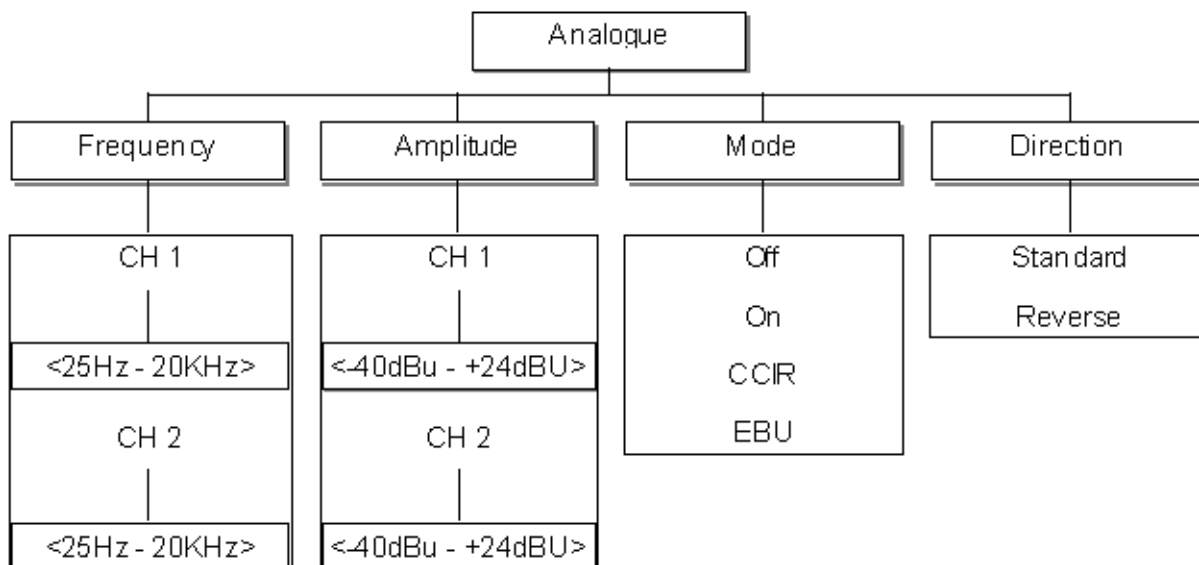 Analogue
Frequency
Amplitude
Mode
Direction
CH 1
<25Hz - 20KHz>
CH 2
<25Hz - 20KHz>
CH 1
<-40dBu - +24dBU>
CH 2
<-40dBu - +24dBU>
Off
On
CCIR
EBU
Standard
Reverse